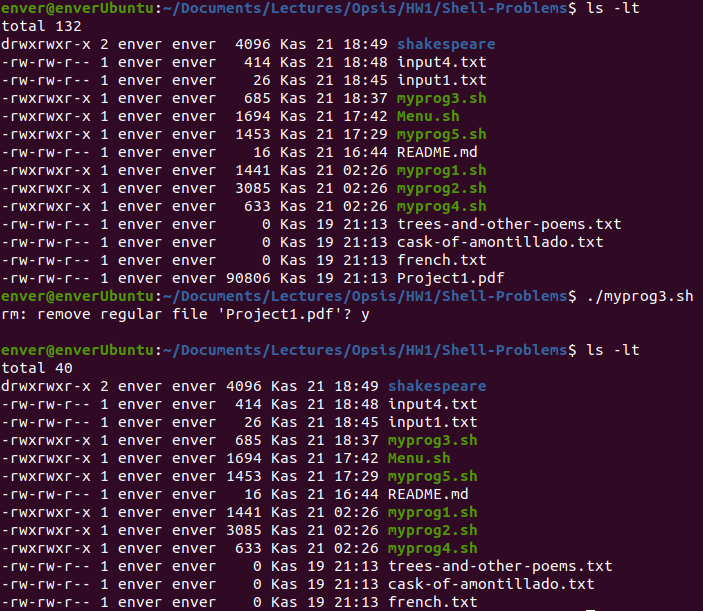 enver@enverUbuntu:~/Documents/Lectures/Opsis/HW1/Shell-Problems$ ls -lt
total 132
drwxrwxr-x 2 enver enver  4096 Kas 21 18:49 shakespeare
-rw-rw-r-- 1 enver enver   414 Kas 21 18:48 input4.txt
-rw-rw-r-- 1 enver enver    26 Kas 21 18:45 input1.txt
-rwxrwxr-x 1 enver enver   685 Kas 21 18:37 myprog3.sh
-rwxrwxr-x 1 enver enver  1694 Kas 21 17:42 Menu.sh
-rwxrwxr-x 1 enver enver  1453 Kas 21 17:29 myprog5.sh
-rw-rw-r-- 1 enver enver    16 Kas 21 16:44 README.md
-rwxrwxr-x 1 enver enver  1441 Kas 21 02:26 myprog1.sh
-rwxrwxr-x 1 enver enver  3085 Kas 21 02:26 myprog2.sh
-rwxrwxr-x 1 enver enver   633 Kas 21 02:26 myprog4.sh
-rw-rw-r-- 1 enver enver     0 Kas 19 21:13 trees-and-other-poems.txt
-rw-rw-r-- 1 enver enver     0 Kas 19 21:13 cask-of-amontillado.txt
-rw-rw-r-- 1 enver enver     0 Kas 19 21:13 french.txt
-rw-rw-r-- 1 enver enver 90806 Kas 19 21:13 Project1.pdf
enver@enverUbuntu:~/Documents/Lectures/Opsis/HW1/Shell-Problems$ ./myprog3.sh
rm: remove regular file 'Project1.pdf'? y
enver@enverUbuntu:~/Documents/Lectures/Opsis/HW1/Shell-Problems$ ls -lt
total 40
drwxrwxr-x 2 enver enver 4096 Kas 21 18:49 shakespeare
-rw-rw-r-- 1 enver enver  414 Kas 21 18:48 input4.txt
-rw-rw-r-- 1 enver enver   26 Kas 21 18:45 input1.txt
-rwxrwxr-x 1 enver enver  685 Kas 21 18:37 myprog3.sh
-rwxrwxr-x 1 enver enver 1694 Kas 21 17:42 Menu.sh
-rwxrwxr-x 1 enver enver 1453 Kas 21 17:29 myprog5.sh
-rw-rw-r-- 1 enver enver   16 Kas 21 16:44 README.md
-rwxrwxr-x 1 enver enver 1441 Kas 21 02:26 myprog1.sh
-rwxrwxr-x 1 enver enver 3085 Kas 21 02:26 myprog2.sh
-rwxrwxr-x 1 enver enver  633 Kas 21 02:26 myprog4.sh
-rw-rw-r-- 1 enver enver    0 Kas 19 21:13 trees-and-other-poems.txt
-rw-rw-r-- 1 enver enver    0 Kas 19 21:13 cask-of-amontillado.txt
-rw-rw-r-- 1 enver enver    0 Kas 19 21:13 french.txt